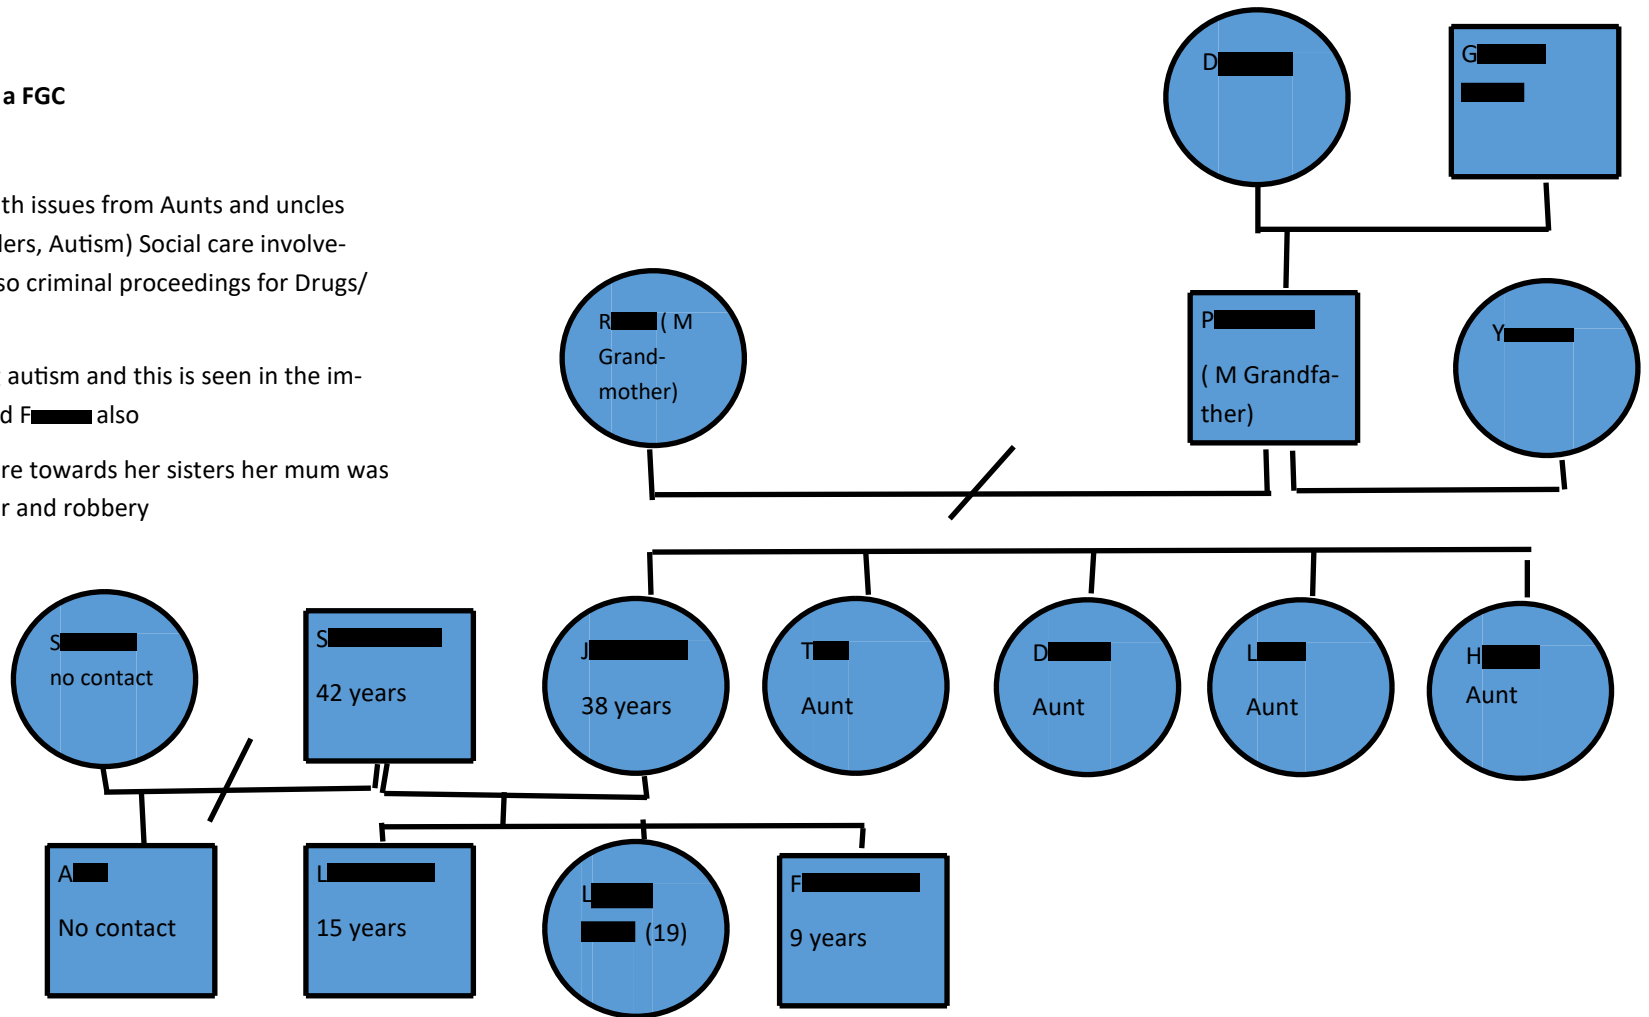 a FGC
th issues from Aunts and uncles
lers, Autism) Social care involve-
so criminal proceedings for Drugs/
g autism and this is seen in the im-
d F also
re towards her sisters her mum was
r and robbery
D
G
R ( M
Grand-
mother)
P
( M Grandfa-
ther)
Y
S
no contact
S
42 years
J
38 years
T
Aunt
D
Aunt
L
Aunt
H
Aunt
A
No contact
L
15 years
L
(19)
F
9 years